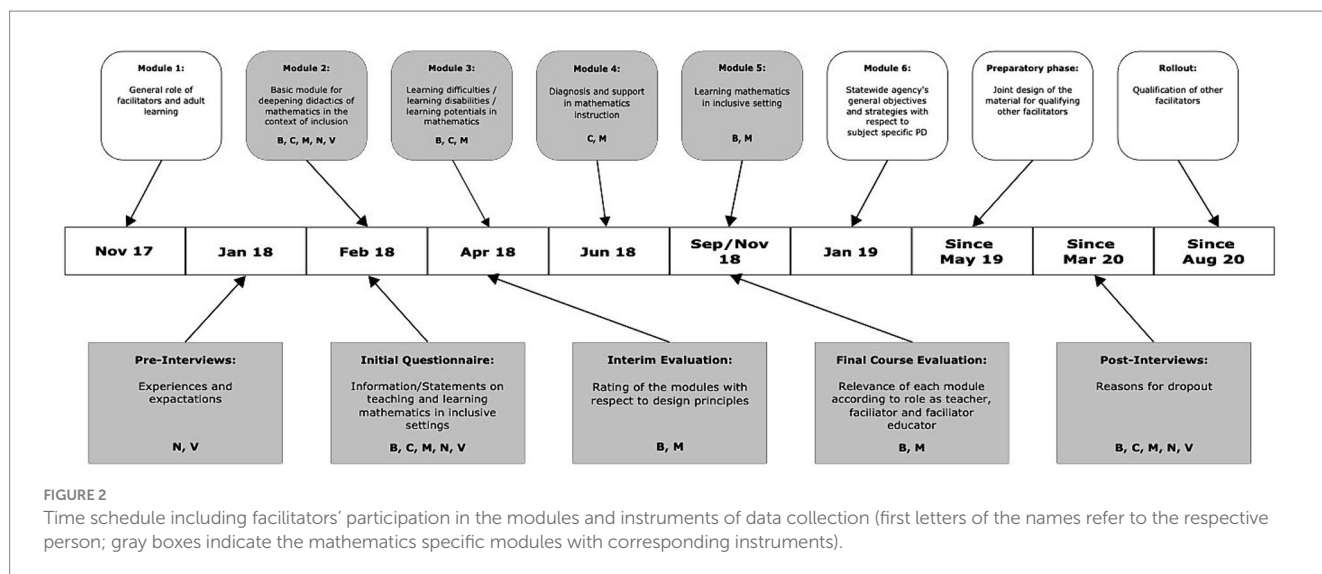 Module 1:
General role of
facilitators and adult
learning
Module 2:
Basic module for
deepening didactics of
mathematics in the
context of inclusion
B, C, M, N, V
Module 3:
Learning difficulties /
learning disabilities /
learning potentials in
mathematics
B, C, M
Module 4:
Diagnosis and support
in mathematics
instruction
C, M
Module 5:
Learning mathematics
in inclusive setting
B, M
Module 6:
Statewide agency's
general objectives
and strategies with
respect to
subject specific PD
Preparatory phase:
Joint design of the
material for qualifying
other facilitators
Rollout:
Qualification of other
facilitators
Nov 17
Jan 18
Feb 18
Apr 18
Jun 18
Sep/Nov
18
Jan 19
Since
May 19
Since
Mar 20
Since
Aug 20
Pre-Interviews:
Experiences and
expactations
N, V
Initial Questionnaire:
Information/Statements on
teaching and learning
mathematics in inclusive
settings
B, C, M, N, V
Interim Evaluation:
Rating of the modules with
respect to design principles
B, M
Final Course Evaluation:
Relevance of each module
according to role as teacher,
faciliator and faciliator
educator
B, M
Post-Interviews:
Reasons for dropout
B, C, M, N, V
FIGURE 2
Time schedule including facilitators' participation in the modules and instruments of data collection (first letters of the names refer to the respective
person; gray boxes indicate the mathematics specific modules with corresponding instruments).